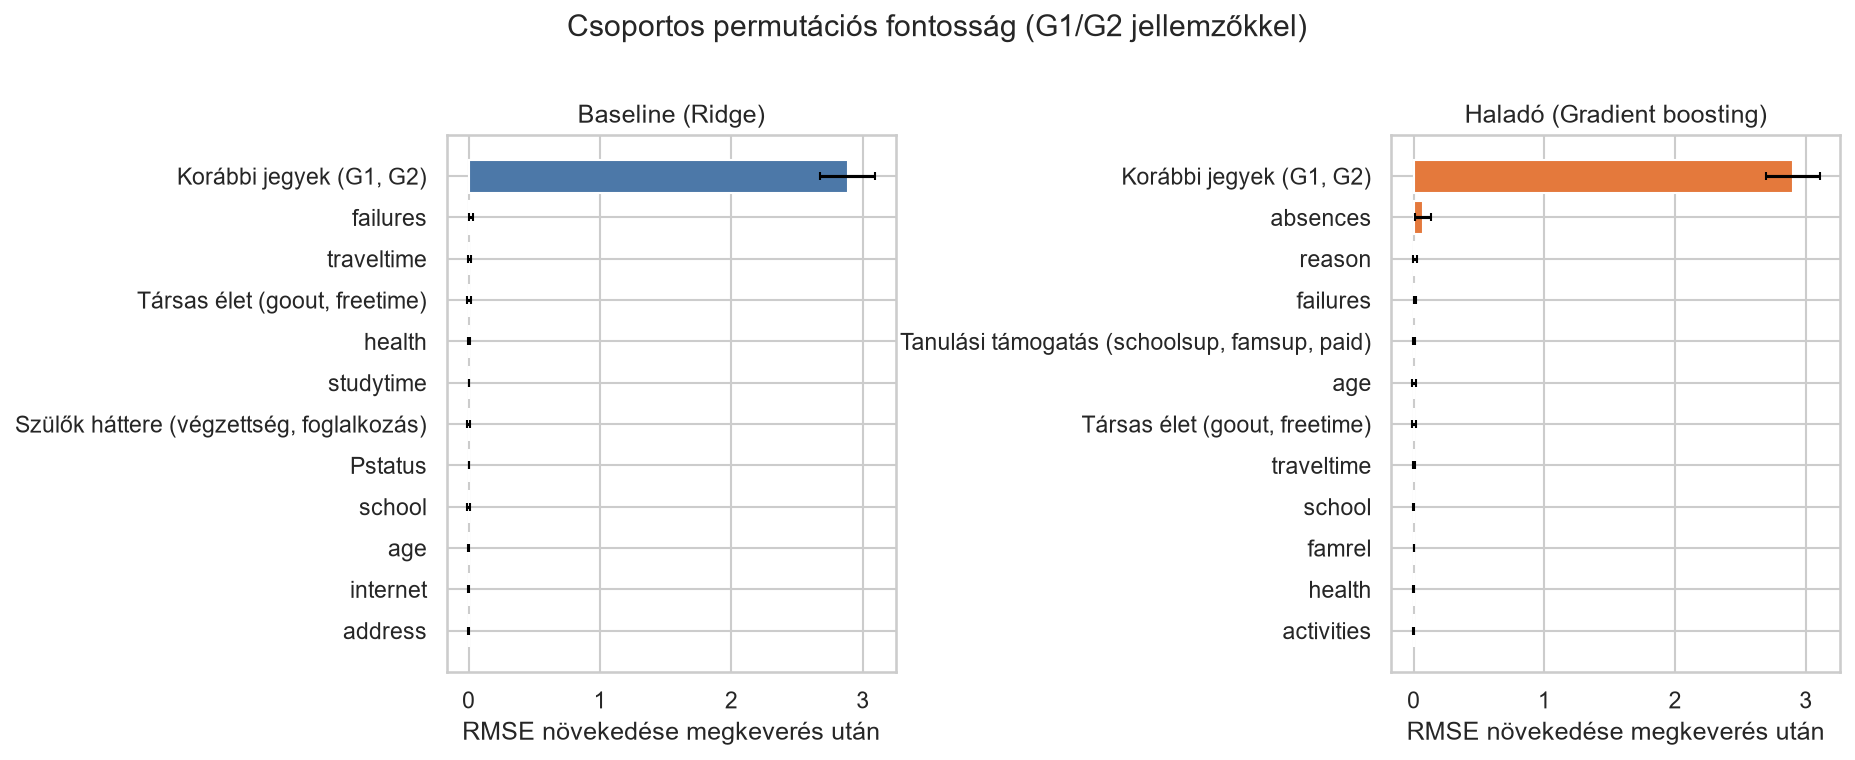 Csoportos permutációs fontosság (G1/G2 jellemzőkkel)
Baseline (Ridge)
Korábbi jegyek (G1, G2)
failures
traveltime
Társas élet (goout, freetime)
health
studytime
Szülők háttere (végzettség, foglalkozás)
Pstatus
school
age
internet
address
0 1 2 3
RMSE növekedése megkeverés után
Haladó (Gradient boosting)
Korábbi jegyek (G1, G2)
absences
reason
failures
Tanulási támogatás (schoolsup, famsup, paid)
age
Társas élet (goout, freetime)
traveltime
school
famrel
health
activities
0 1 2 3
RMSE növekedése megkeverés után